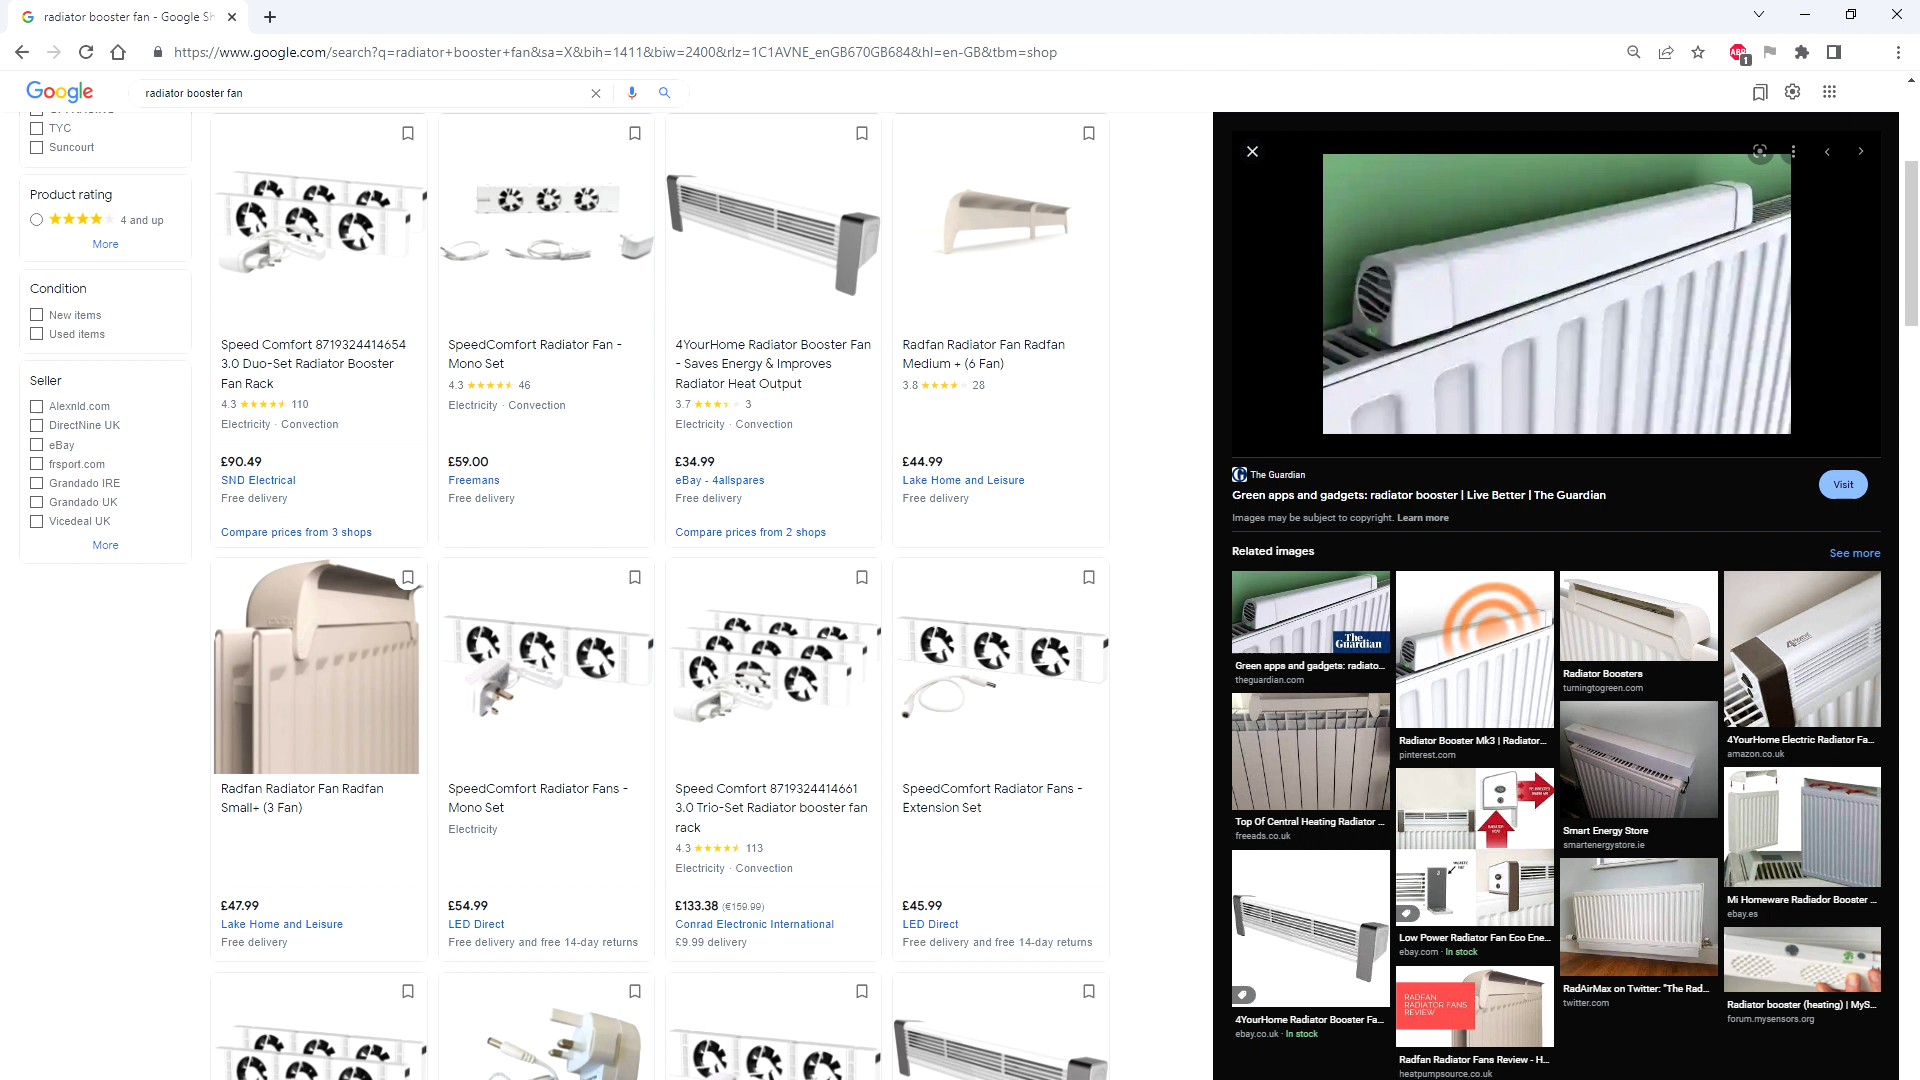 radiator booster fan - Google Sh
https://www.google.com/search?q=radiator+booster+fan&sa=X&bih=1411&biw=2400&rlz=1C1AVNE_enGB670GB684&hl=en-GB&tbm=shop
ABP
1
Google
radiator booster fan
TYC
Suncourt
Product rating
4 and up
More
Condition
New items
Used items
Seller
Alexnld.com
DirectNine UK
eBay
frsport.com
Grandado IRE
Grandado UK
Vicedeal UK
More
Speed Comfort 8719324414654
3.0 Duo-Set Radiator Booster
Fan Rack
4.3 110
Electricity · Convection
£90.49
SND Electrical
Free delivery
Compare prices from 3 shops
SpeedComfort Radiator Fan -
Mono Set
4.3 46
Electricity · Convection
£59.00
Freemans
Free delivery
4YourHome Radiator Booster Fan
- Saves Energy & Improves
Radiator Heat Output
3.7 3
Electricity · Convection
£34.99
eBay - 4allspares
Free delivery
Compare prices from 2 shops
Radfan Radiator Fan Radfan
Medium + (6 Fan)
3.8 28
£44.99
Lake Home and Leisure
Free delivery
Radfan Radiator Fan Radfan
Small+ (3 Fan)
£47.99
Lake Home and Leisure
Free delivery
SpeedComfort Radiator Fans -
Mono Set
Electricity
£54.99
LED Direct
Free delivery and free 14-day returns
Speed Comfort 8719324414661
3.0 Trio-Set Radiator booster fan
rack
4.3 113
Electricity · Convection
£133.38 (€159.99)
Conrad Electronic International
£9.99 delivery
SpeedComfort Radiator Fans -
Extension Set
£45.99
LED Direct
Free delivery and free 14-day returns
The Guardian
Green apps and gadgets: radiator booster | Live Better | The Guardian
Visit
Images may be subject to copyright. Learn more
Related images
See more
The
Guardian
Green apps and gadgets: radiato...
theguardian.com
Top Of Central Heating Radiator ...
freeads.co.uk
4YourHome Radiator Booster Fa...
ebay.co.uk · In stock
Radiator Booster Mk3 | Radiator...
pinterest.com
Low Power Radiator Fan Eco Ene...
ebay.com · In stock
RADFAN
RADIATOR FANS
REVIEW
Radfan Radiator Fans Review - H...
heatpumpsource.co.uk
Radiator Boosters
turningtogreen.com
Smart Energy Store
smartenergystore.ie
RadAirMax on Twitter: "The Rad...
twitter.com
4YourHome Electric Radiator Fa...
amazon.co.uk
Mi Homeware Radiador Booster ...
ebay.es
Radiator booster (heating) | MyS...
forum.mysensors.org